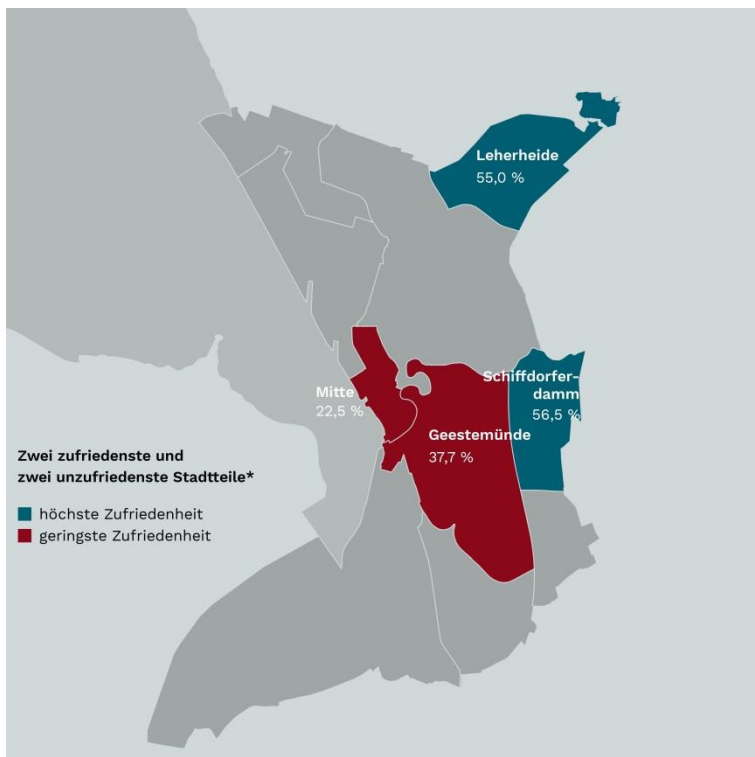 Leherheide
55,0 %
Schiffdorfer-
damm
56,5 %
Mitte
22,5 %
Geestemünde
37,7 %
Zwei zufriedenste und
zwei unzufriedenste Stadtteile*
höchste Zufriedenheit
geringste Zufriedenheit